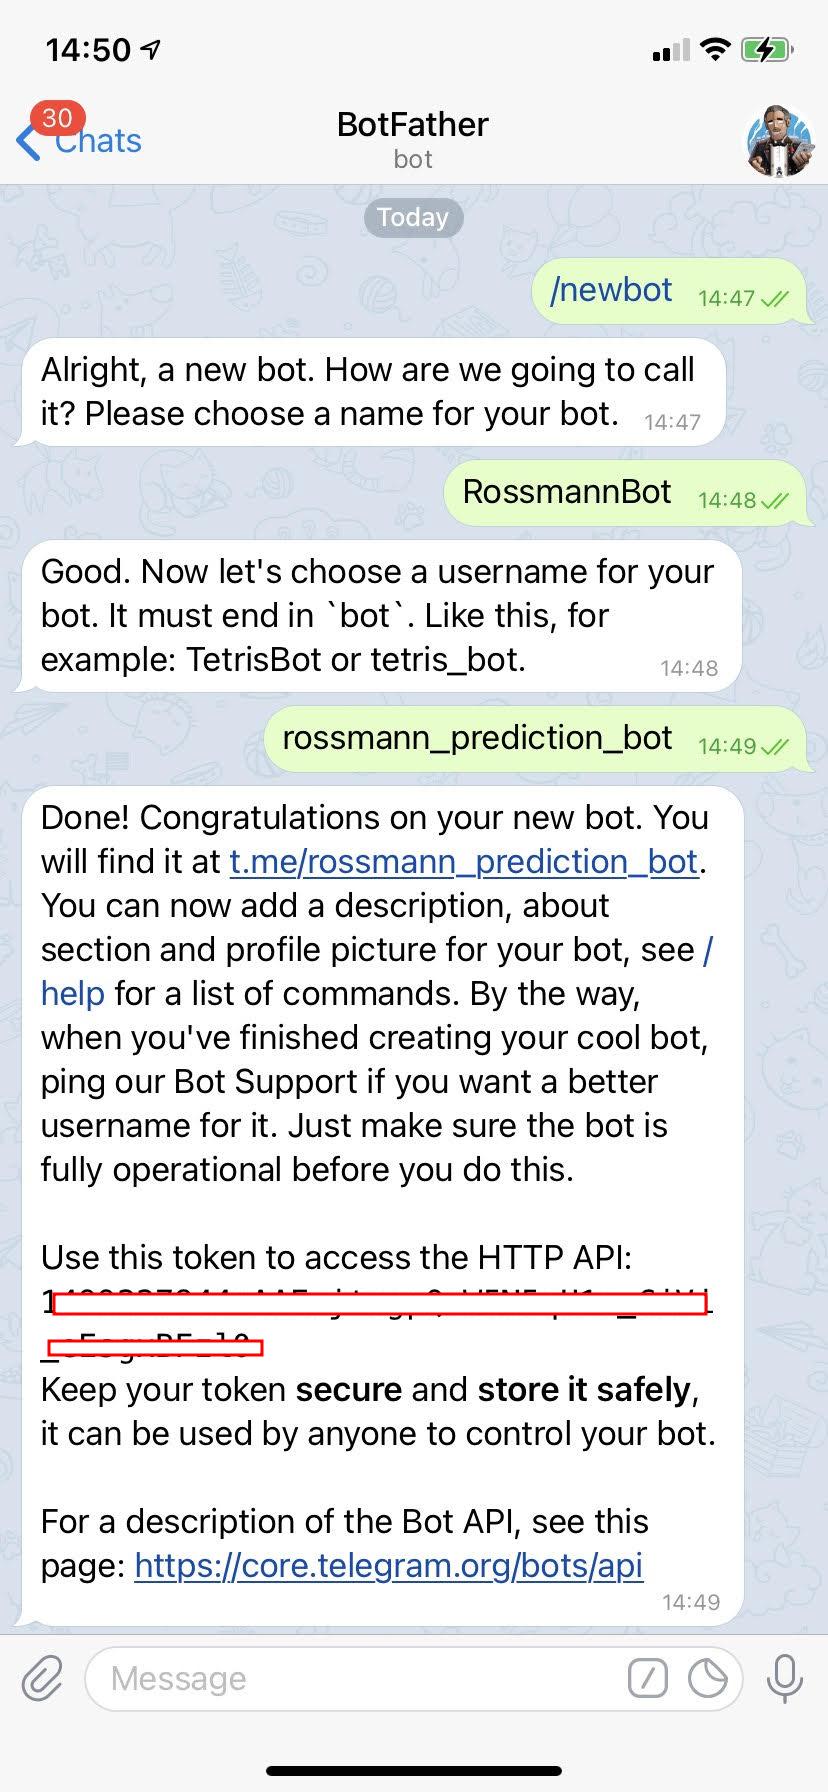 14:50
30
Chats
BotFather
bot
Today
/newbot 14:47
Alright, a new bot. How are we going to call
it? Please choose a name for your bot. 14:47
RossmannBot 14:48
Good. Now let's choose a username for your
bot. It must end in `bot`. Like this, for
example: TetrisBot or tetris_bot. 14:48
rossmann_prediction_bot 14:49
Done! Congratulations on your new bot. You
will find it at t.me/rossmann_prediction_bot.
You can now add a description, about
section and profile picture for your bot, see /
help for a list of commands. By the way,
when you've finished creating your cool bot,
ping our Bot Support if you want a better
username for it. Just make sure the bot is
fully operational before you do this.
Use this token to access the HTTP API:
Keep your token secure and store it safely,
it can be used by anyone to control your bot.
For a description of the Bot API, see this
page: https://core.telegram.org/bots/api
14:49
Message